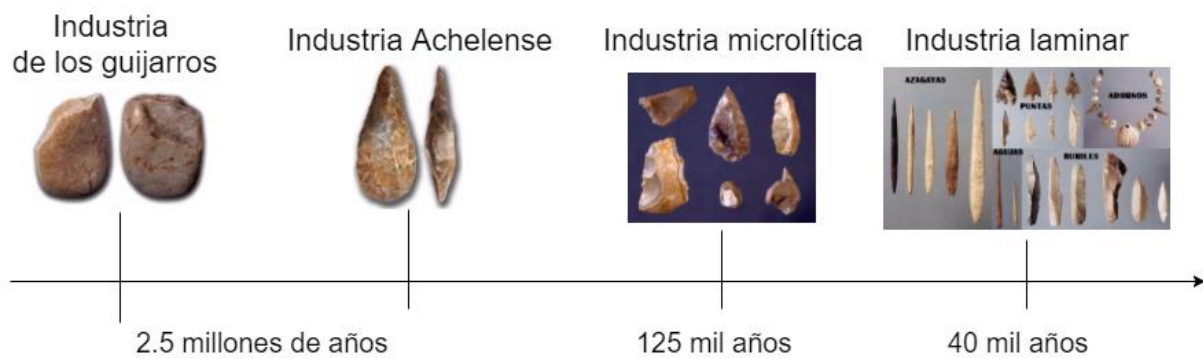 Industria
de los guijarros
Industria Achelense
Industria microlítica
Industria laminar
AZAGAYAS
PUNTAS
ADORNOS
AGUJAS
BURILES
2.5 millones de años
125 mil años
40 mil años